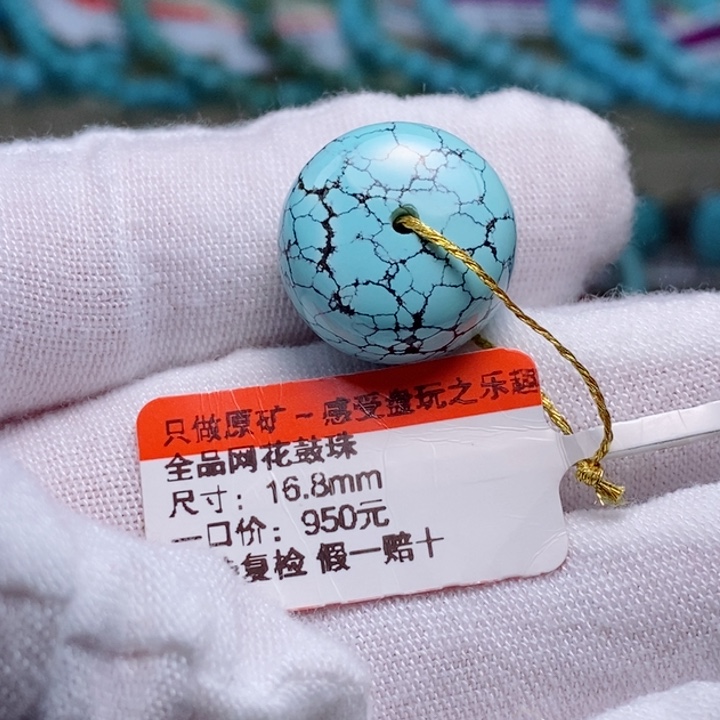 只做原矿~感受盘玩之乐趣
全品网花鼓珠
尺寸：16.8mm
一口价：950元
复检 假一赔十